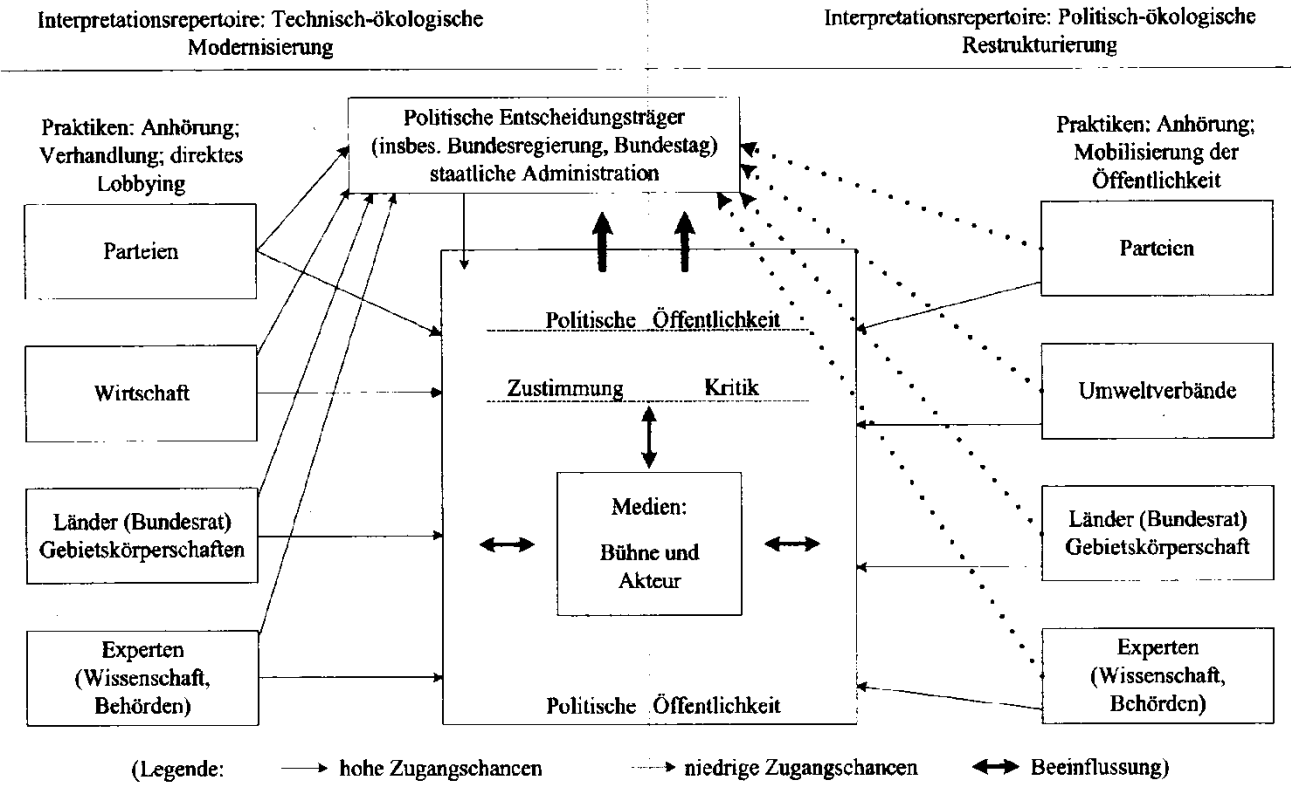 Interpretationsrepertoire: Technisch-ökologische
Modernisierung
Interpretationsrepertoire: Politisch-ökologische
Restrukturierung
Praktiken: Anhörung;
Verhandlung; direktes
Lobbying
Politische Entscheidungsträger
(insbes. Bundesregierung, Bundestag)
staatliche Administration
Praktiken: Anhörung;
Mobilisierung der
Öffentlichkeit
Parteien
Wirtschaft
Länder (Bundesrat)
Gebietskörperschaften
Experten
(Wissenschaft,
Behörden)
Politische Öffentlichkeit
Zustimmung Kritik
Medien:
Bühne und
Akteur
Politische Öffentlichkeit
Parteien
Umweltverbände
Länder (Bundesrat)
Gebietskörperschaft
Experten
(Wissenschaft,
Behörden)
(Legende: hohe Zugangschancen niedrige Zugangschancen Beeinflussung)